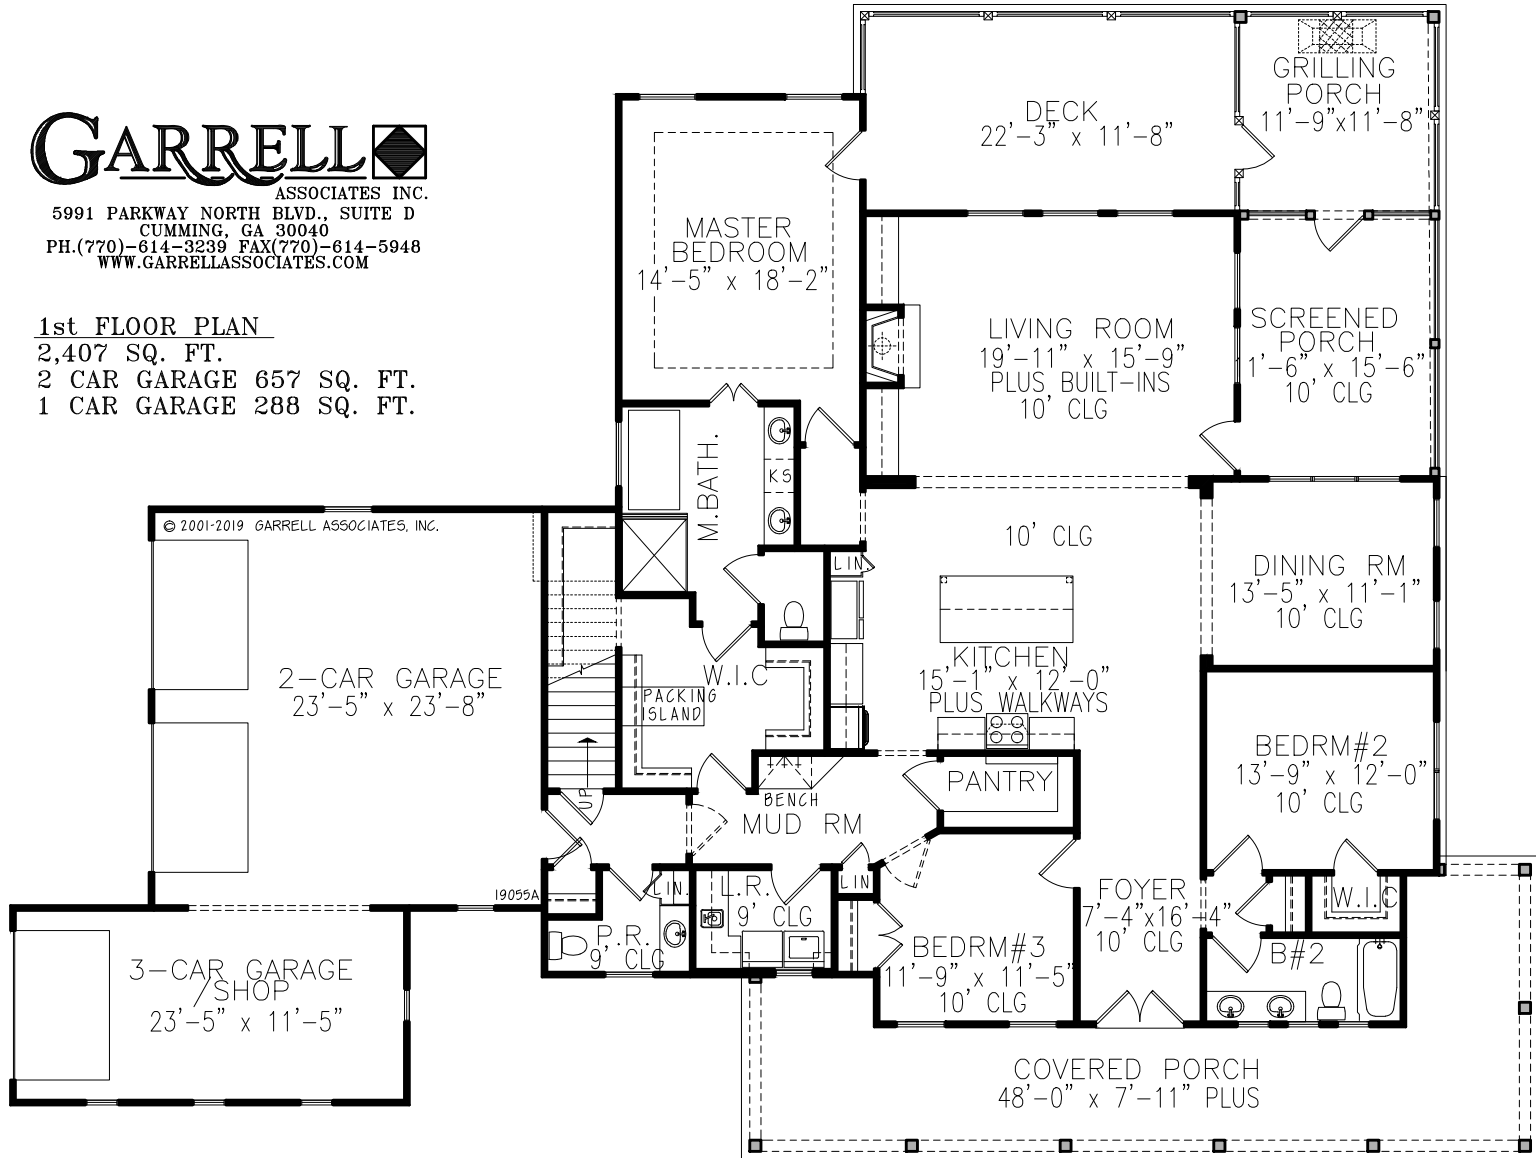 GARRELL
ASSOCIATES INC.
5991 PARKWAY NORTH BLVD., SUITE D
CUMMING, GA 30040
PH.(770)-614-3239 FAX(770)-614-5948
WWW.GARRELLASSOCIATES.COM
1st FLOOR PLAN
2,407 SQ. FT.
2 CAR GARAGE 657 SQ. FT.
1 CAR GARAGE 288 SQ. FT.
DECK
22'-3" x 11'-8"
GRILLING
PORCH
11'-9"x11'-8"
MASTER
BEDROOM
14'-5" x 18'-2"
LIVING ROOM
19'-11" x 15'-9"
PLUS BUILT-INS
10' CLG
SCREENED
PORCH
1'-6" x 15'-6"
10' CLG
M.BATH.
KS
© 2001-2019 GARRELL ASSOCIATES, INC.
10' CLG
LIN.
DINING RM
13'-5" x 11'-1"
10' CLG
KITCHEN
15'-1" x 12'-0"
PLUS WALKWAYS
W.I.C
PACKING
ISLAND
2-CAR GARAGE
23'-5" x 23'-8"
UP
BEDRM#2
13'-9" x 12'-0"
10' CLG
PANTRY
BENCH
MUD RM
19055A
LIN.
L.R.
9' CLG
LIN
FOYER
7'-4"x16'-4"
10' CLG
W.I.C
P.R.
9' CLG
BEDRM#3
11'-9" x 11'-5"
10' CLG
B#2
3-CAR GARAGE
/SHOP
23'-5" x 11'-5"
COVERED PORCH
48'-0" x 7'-11" PLUS